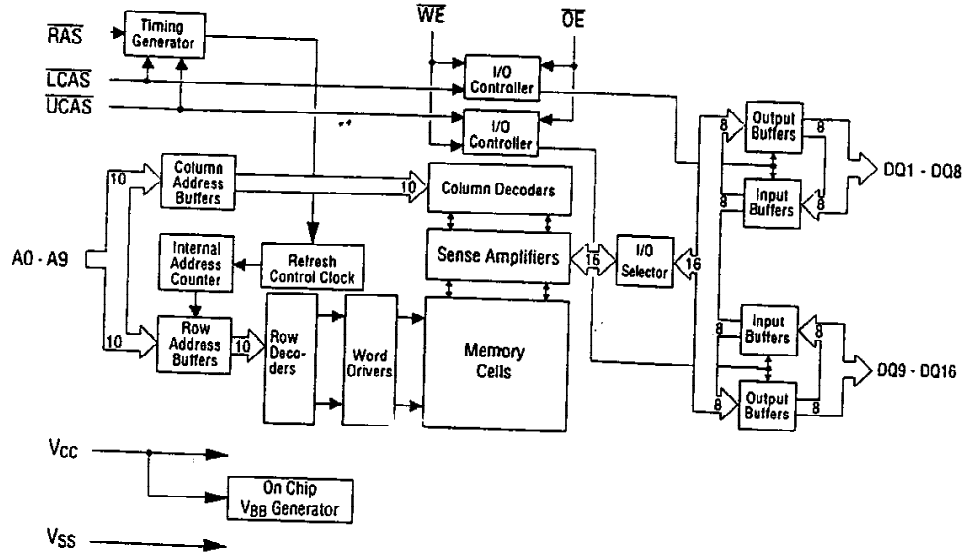 WE
OE
RAS
Timing
Generator
LCAS
UCAS
I/O
Controller
I/O
Controller
8
Output
Buffers
8
DQ1 - DQ8
8
Input
Buffers
8
10
Column
Address
Buffers
10
Column Decoders
A0 - A9
Internal
Address
Counter
Refresh
Control Clock
Sense Amplifiers
16
I/O
Selector
16
10
Row
Address
Buffers
10
Row
Deco-
ders
Word
Drivers
Memory
Cells
8
Input
Buffers
8
DQ9 - DQ16
8
Output
Buffers
8
VCC
On Chip
VBB Generator
VSS